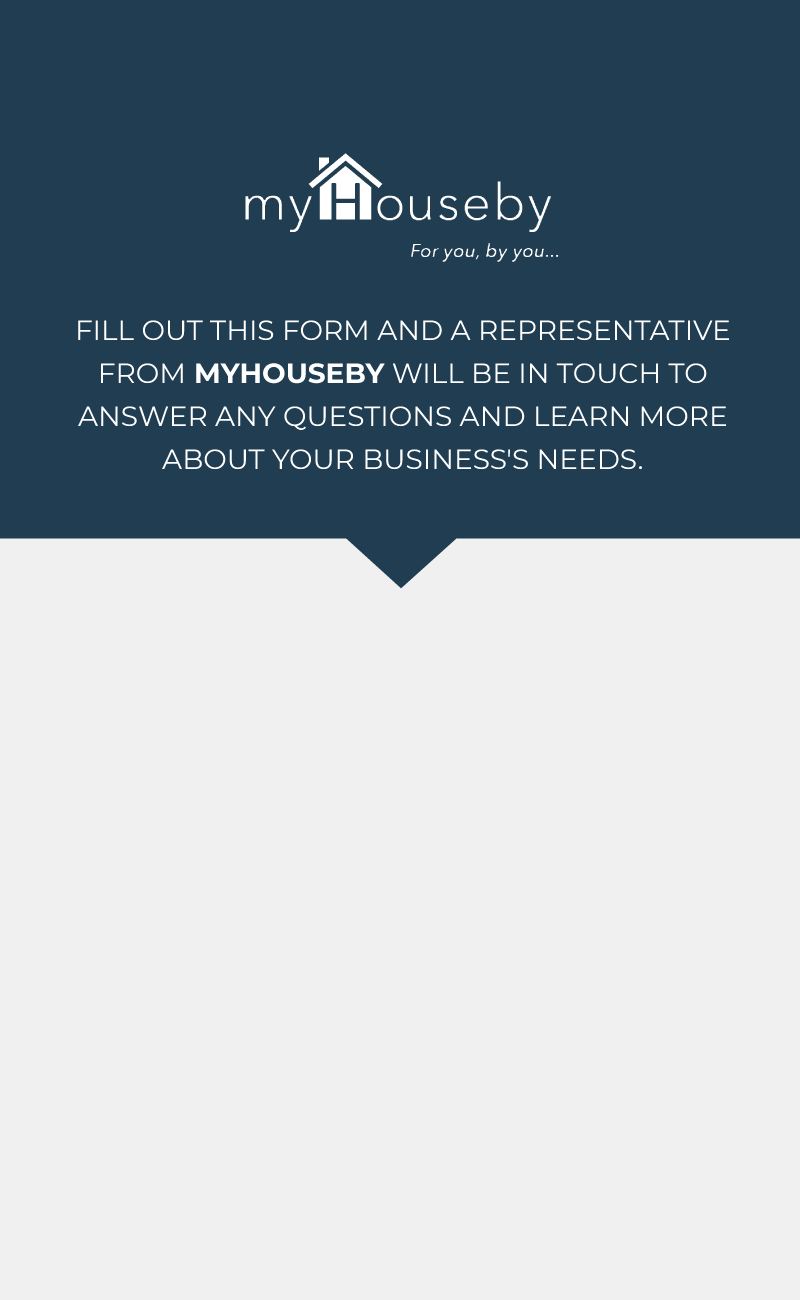 myHouseby
For you, by you...
FILL OUT THIS FORM AND A REPRESENTATIVE
FROM MYHOUSEBY WILL BE IN TOUCH TO
ANSWER ANY QUESTIONS AND LEARN MORE
ABOUT YOUR BUSINESS'S NEEDS.